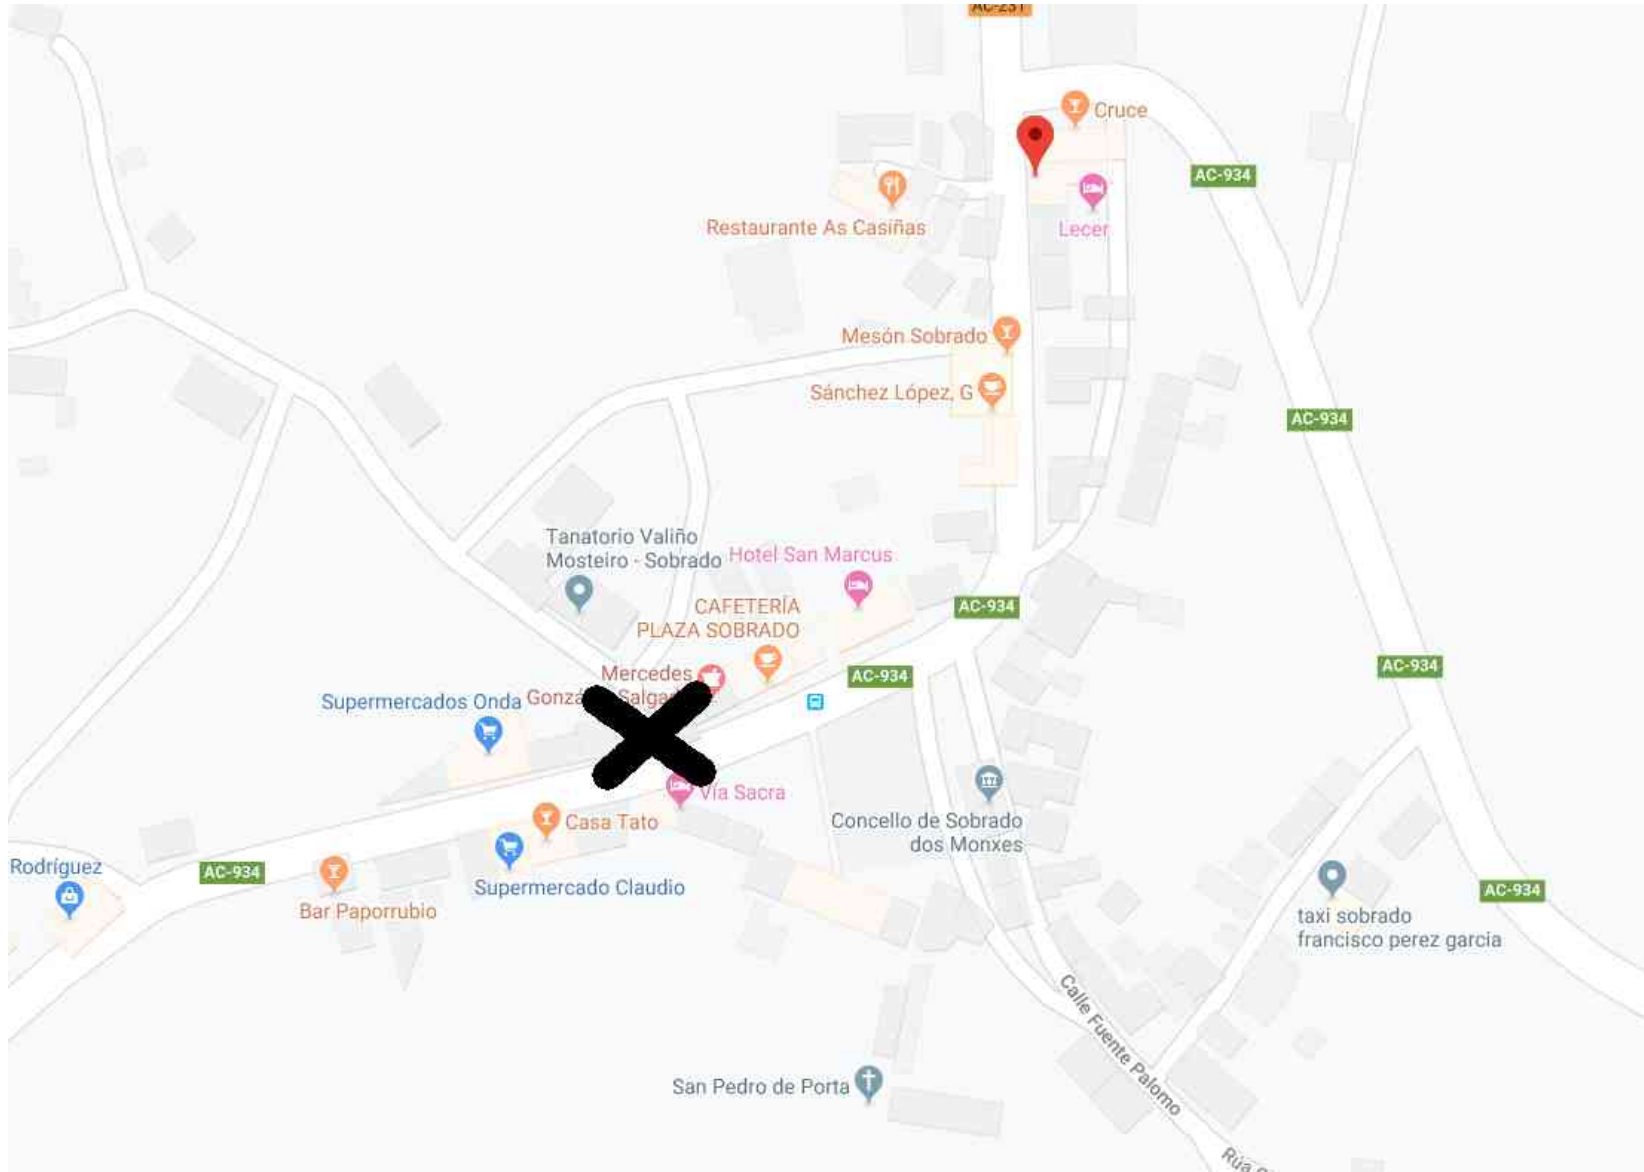 AC-231
Cruce
AC-934
Restaurante As Casiñas
Lecer
Mesón Sobrado
Sánchez López, G
AC-934
Tanatorio Valiño
Mosteiro - Sobrado
Hotel San Marcus
CAFETERÍA
PLAZA SOBRADO
AC-934
Mercedes
AC-934
AC-934
Supermercados Onda
Vía Sacra
Casa Tato
Concello de Sobrado
dos Monxes
Rodríguez
AC-934
Supermercado Claudio
Bar Paporrubio
AC-934
taxi sobrado
francisco perez garcia
Calle Fuente Palomo
San Pedro de Porta
Rúa